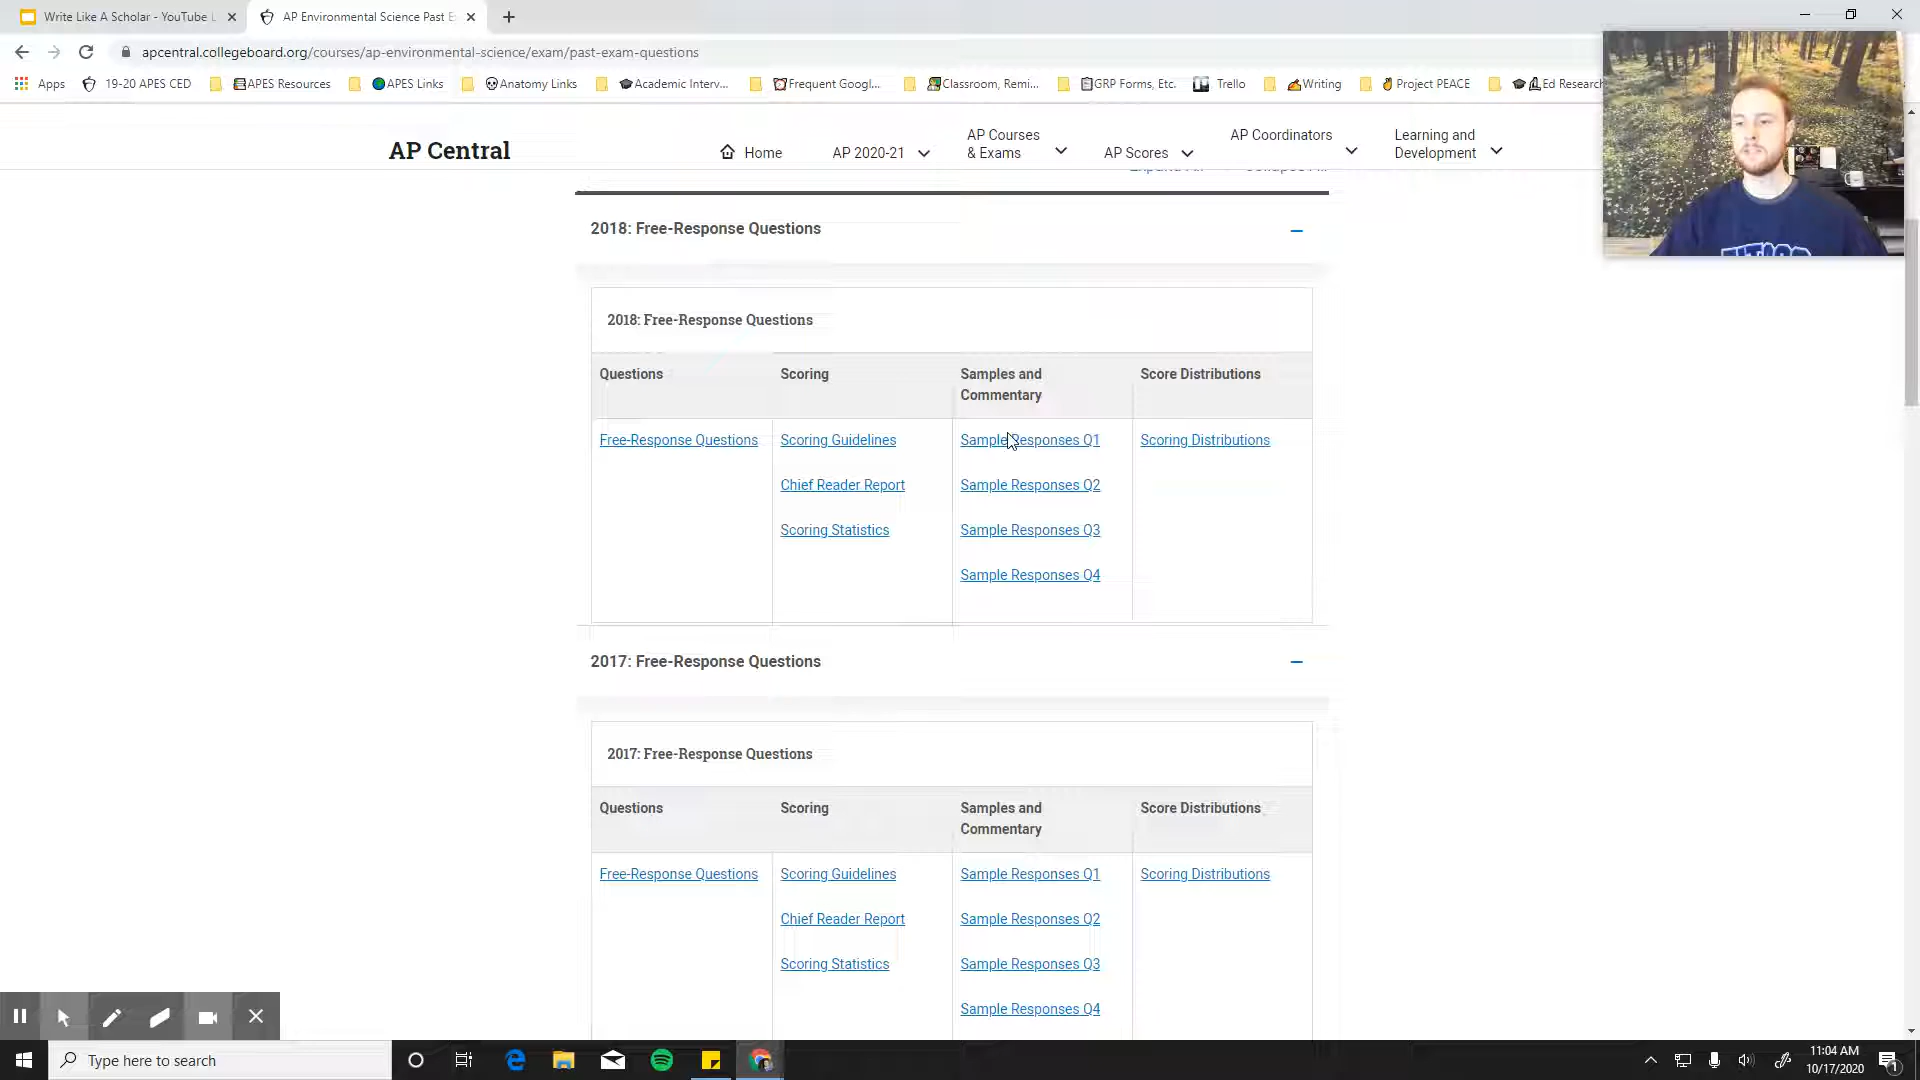 Write Like A Scholar - YouTube
AP Environmental Science Past E
apcentral.collegeboard.org/courses/ap-environmental-science/exam/past-exam-questions
Apps
19-20 APES CED
APES Resources
APES Links
Anatomy Links
Academic Interv...
Frequent Googl...
Classroom, Remi...
GRP Forms, Etc.
Trello
Writing
Project PEACE
Ed Research
AP Central
Home
AP 2020-21
AP Courses
& Exams
AP Scores
AP Coordinators
Learning and
Development
2018: Free-Response Questions
2018: Free-Response Questions
Questions
Scoring
Samples and
Commentary
Score Distributions
Free-Response Questions
Scoring Guidelines
Sample Responses Q1
Scoring Distributions
Chief Reader Report
Sample Responses Q2
Scoring Statistics
Sample Responses Q3
Sample Responses Q4
2017: Free-Response Questions
2017: Free-Response Questions
Questions
Scoring
Samples and
Commentary
Score Distributions
Free-Response Questions
Scoring Guidelines
Sample Responses Q1
Scoring Distributions
Chief Reader Report
Sample Responses Q2
Scoring Statistics
Sample Responses Q3
Sample Responses Q4
Type here to search
11:04 AM
10/17/2020
1